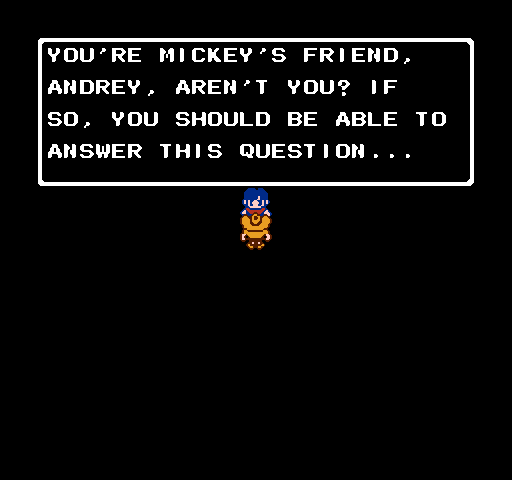 YOU'RE MICKEY'S FRIEND,
ANDREY, AREN'T YOU? IF
SO, YOU SHOULD BE ABLE TO
ANSWER THIS QUESTION...